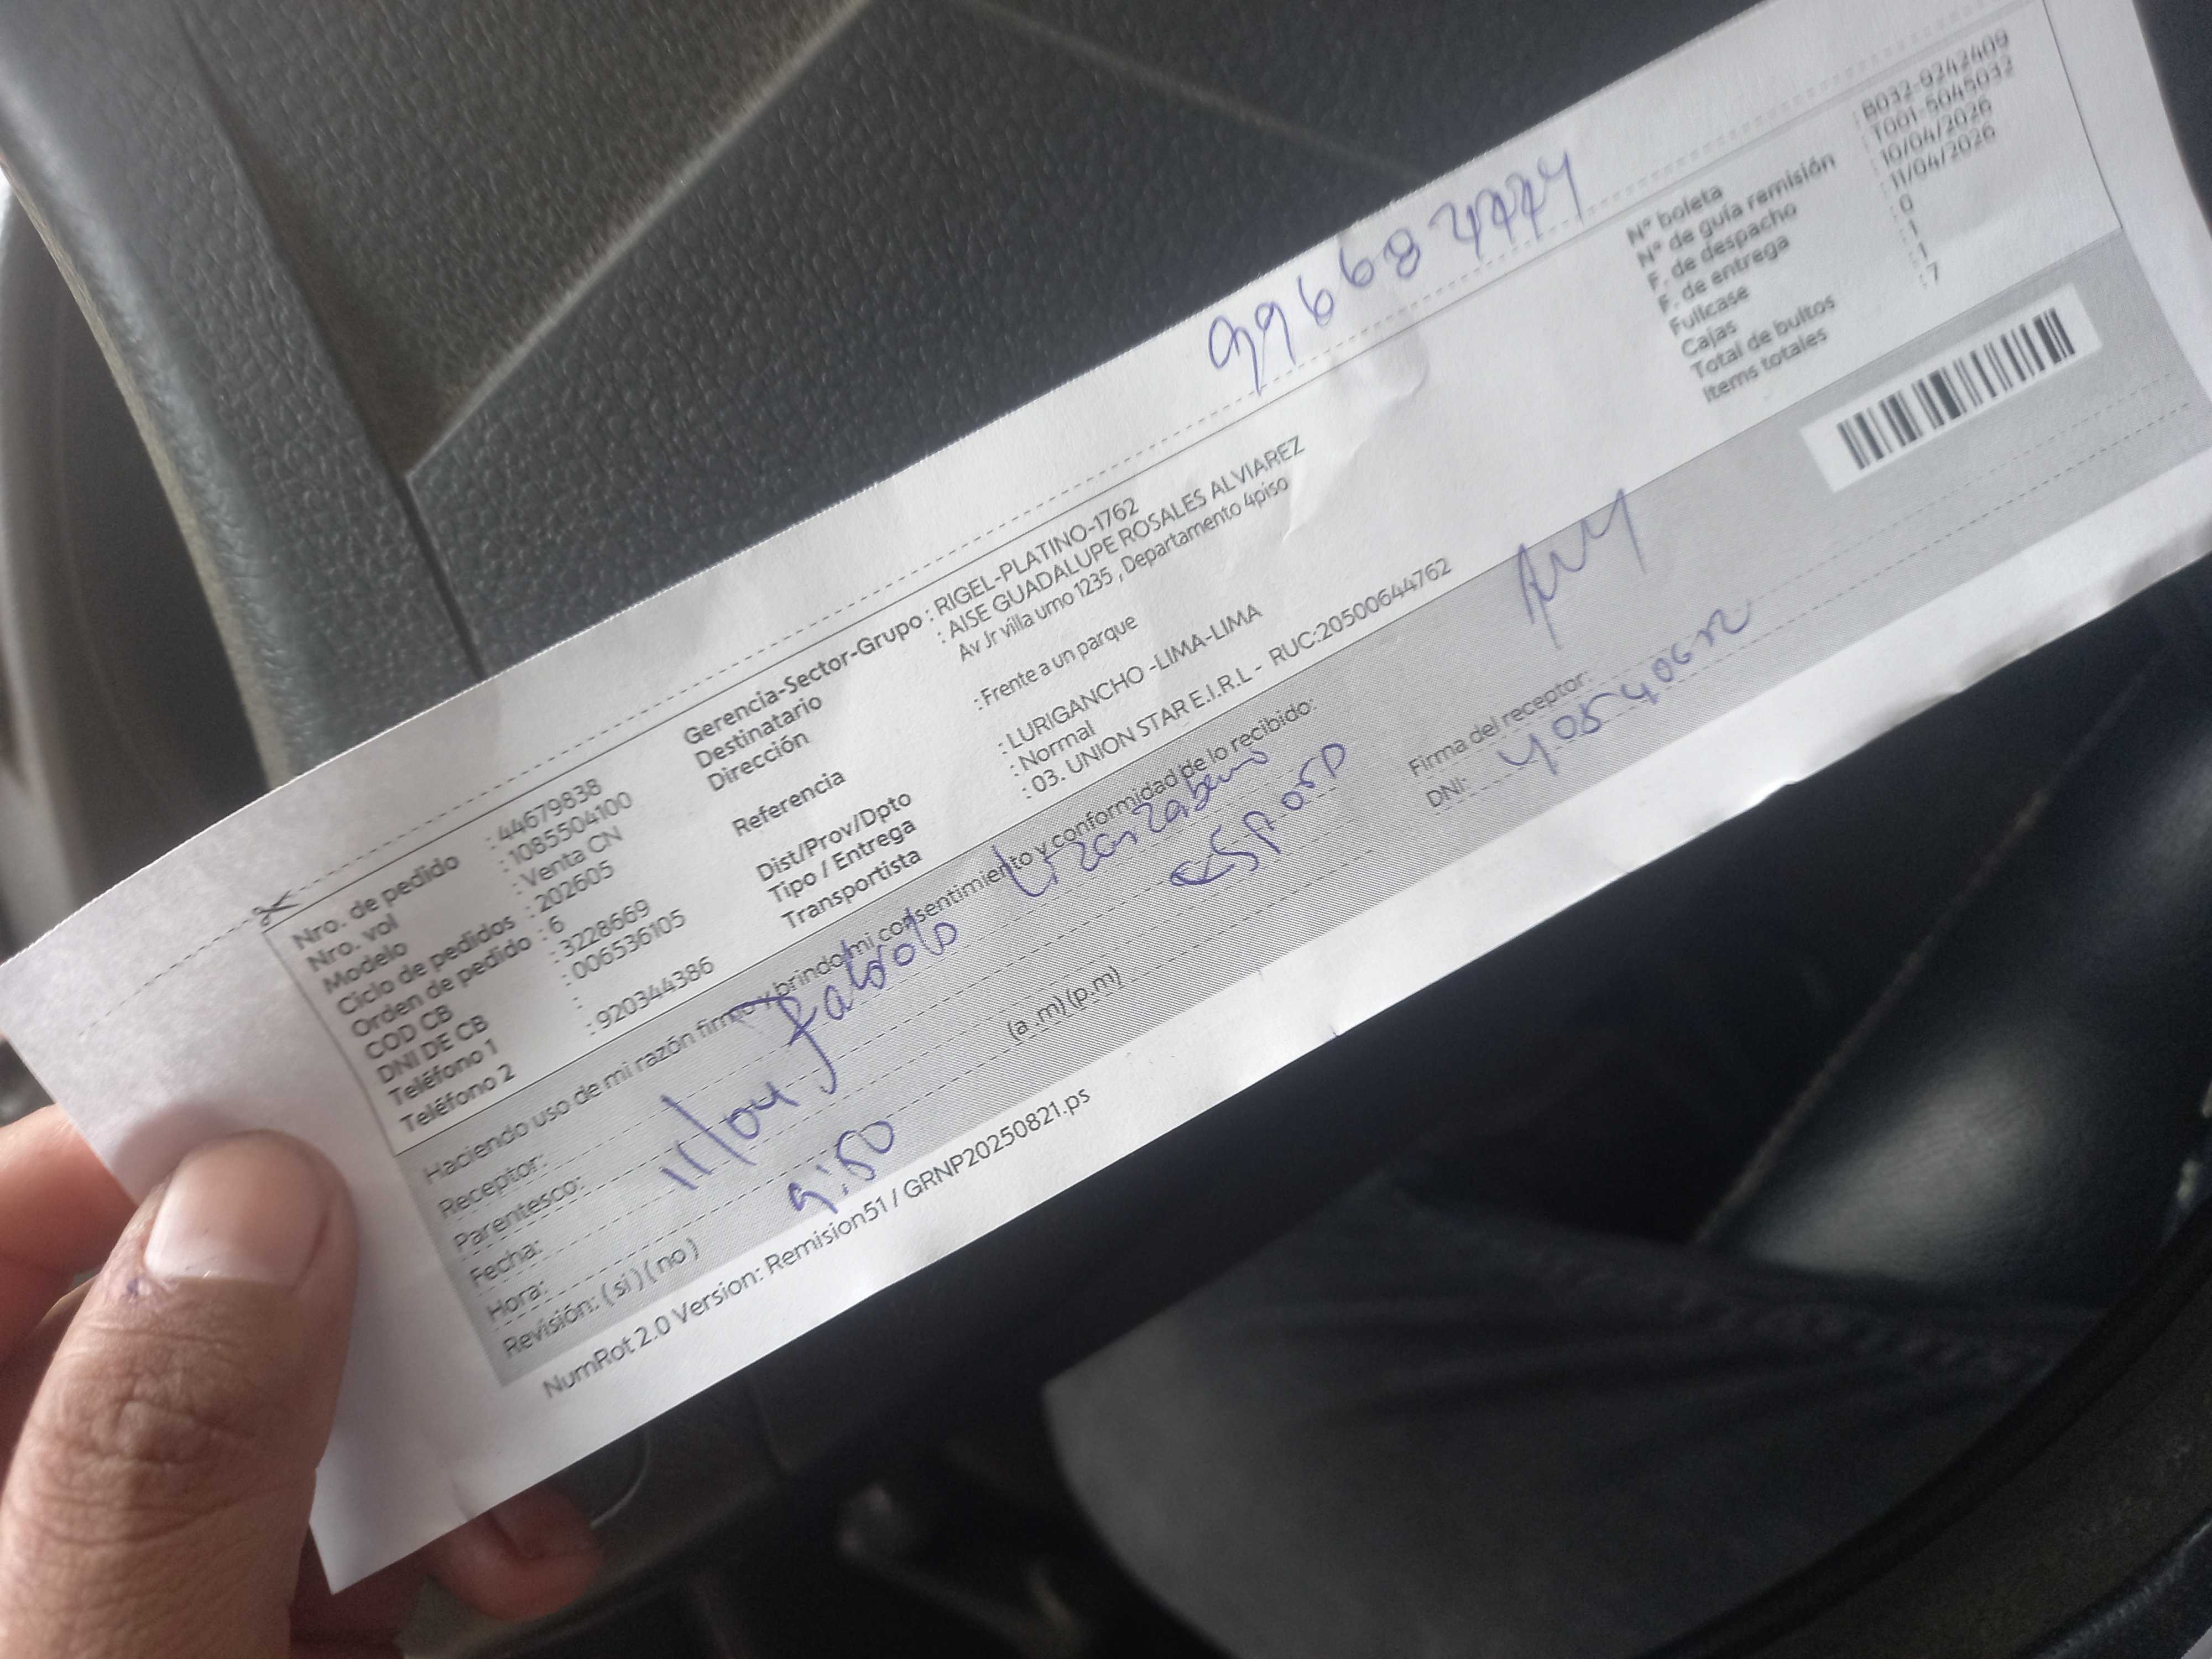 Nro. de pedido : 44679838
Nro. vol : 1085504100
Modelo : Venta CN
Ciclo de pedidos : 202605
Orden de pedido : 6
COD CB : 3228669
DNI DE CB : 006536105
Teléfono 1 :
Teléfono 2 : 920344386
Gerencia-Sector-Grupo : RIGEL-PLATINO-1762
Destinatario : AISE GUADALUPE ROSALES ALVIAREZ
Dirección Av Jr villa umo 1235 , Departamento 4piso
Referencia : Frente a un parque
Dist/Prov/Dpto : LURIGANCHO -LIMA-LIMA
Tipo / Entrega : Normal
Transportista : 03. UNION STAR E.I.R.L - RUC:20500644762
N° boleta : B032-8242409
N° de guía remisión : T001-5045032
F. de despacho : 10/04/2026
F. de entrega : 11/04/2026
Fullcase : 0
Cajas : 1
Total de bultos : 1
Items totales : 7
Haciendo uso de mi razón firmo y brindo mi consentimiento y conformidad de lo recibido:
Receptor:
Parentesco:
Fecha: 11/04
Hora: 9:50 (a .m) (p.m)
Revisión: ( si ) ( no )
Firma del receptor:
DNI:
NumRot 2.0 Version: Remision51 / GRNP20250821.ps